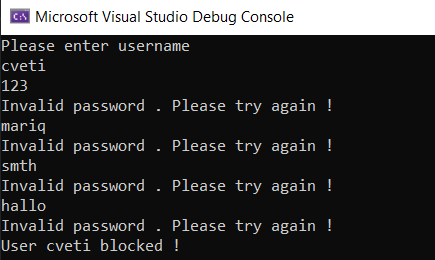 C:\
Microsoft Visual Studio Debug Console
Please enter username
cveti
123
Invalid password . Please try again !
mariq
Invalid password . Please try again !
smth
Invalid password . Please try again !
hallo
Invalid password . Please try again !
User cveti blocked !